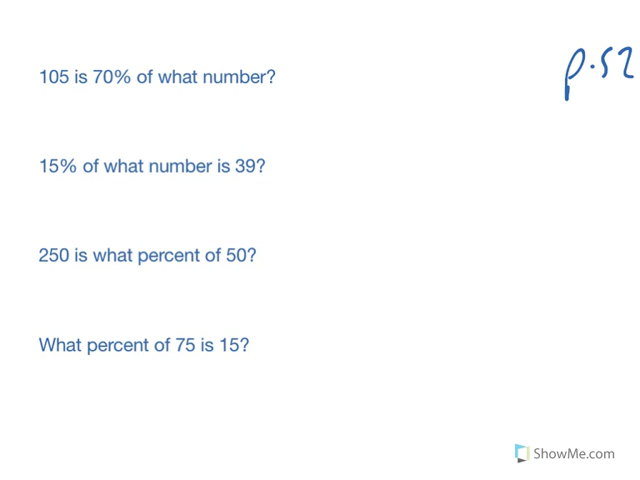 p.52
105 is 70% of what number?
15% of what number is 39?
250 is what percent of 50?
What percent of 75 is 15?
ShowMe.com